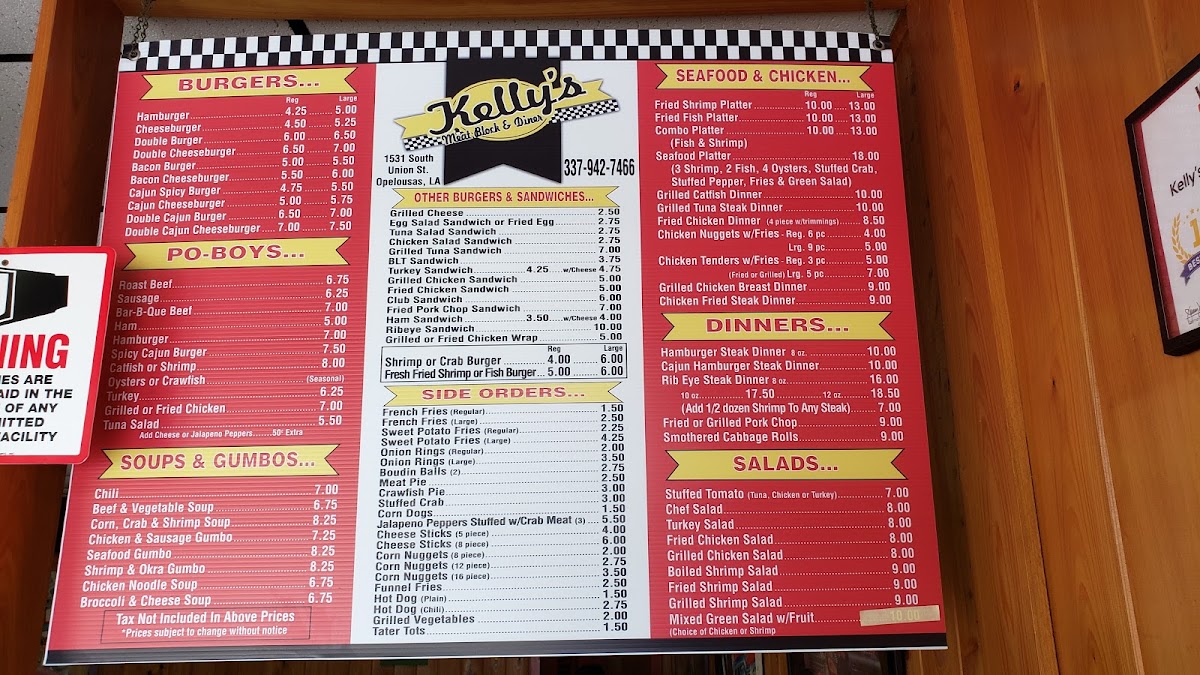 BURGERS...
Reg Large
Hamburger 4.25 5.00
Cheeseburger 4.50 5.25
Double Burger 6.00 6.50
Double Cheeseburger 6.50 7.00
Bacon Burger 5.00 5.50
Bacon Cheeseburger 5.50 6.00
Cajun Spicy Burger 4.75 5.50
Cajun Cheeseburger 5.00 5.75
Double Cajun Burger 6.50 7.00
Double Cajun Cheeseburger 7.00 7.50
PO-BOYS...
Roast Beef 6.75
Sausage 6.25
Bar-B-Que Beef 7.00
Ham 5.00
Hamburger 7.00
Spicy Cajun Burger 7.50
Catfish or Shrimp 8.00
Oysters or Crawfish (Seasonal)
Turkey 6.25
Grilled or Fried Chicken 7.00
Tuna Salad 5.50
Add Cheese or Jalapeno Peppers 50¢ Extra
SOUPS & GUMBOS...
Chili 7.00
Beef & Vegetable Soup 6.75
Corn, Crab & Shrimp Soup 8.25
Chicken & Sausage Gumbo 7.25
Seafood Gumbo 8.25
Shrimp & Okra Gumbo 8.25
Chicken Noodle Soup 6.75
Broccoli & Cheese Soup 6.75
Tax Not Included In Above Prices
*Prices subject to change without notice
Kelly's
Meat Block & Diner
1531 South
Union St.
Opelousas, LA
337-942-7466
OTHER BURGERS & SANDWICHES...
Grilled Cheese 2.50
Egg Salad Sandwich or Fried Egg 2.75
Tuna Salad Sandwich 2.75
Chicken Salad Sandwich 2.75
Grilled Tuna Sandwich 7.00
BLT Sandwich 3.75
Turkey Sandwich 4.25 w/Cheese 4.75
Grilled Chicken Sandwich 5.00
Fried Chicken Sandwich 5.00
Club Sandwich 6.00
Fried Pork Chop Sandwich 7.00
Ham Sandwich 3.50 w/Cheese 4.00
Ribeye Sandwich 10.00
Grilled or Fried Chicken Wrap 5.00
Reg Large
Shrimp or Crab Burger 4.00 6.00
Fresh Fried Shrimp or Fish Burger 5.00 6.00
SIDE ORDERS...
French Fries (Regular) 1.50
French Fries (Large) 2.50
Sweet Potato Fries (Regular) 2.25
Sweet Potato Fries (Large) 4.25
Onion Rings (Regular) 2.00
Onion Rings (Large) 3.50
Boudin Balls (2) 2.75
Meat Pie 2.50
Crawfish Pie 3.00
Stuffed Crab 3.00
Corn Dogs 1.50
Jalapeno Peppers Stuffed w/Crab Meat (3) 5.50
Cheese Sticks (5 piece) 4.00
Cheese Sticks (8 piece) 6.00
Corn Nuggets (8 piece) 2.00
Corn Nuggets (12 piece) 2.75
Corn Nuggets (16 piece) 3.50
Funnel Fries 2.50
Hot Dog (Plain) 1.50
Hot Dog (Chili) 2.75
Grilled Vegetables 2.00
Tater Tots 1.50
SEAFOOD & CHICKEN...
Reg Large
Fried Shrimp Platter 10.00 13.00
Fried Fish Platter 10.00 13.00
Combo Platter 10.00 13.00
(Fish & Shrimp)
Seafood Platter 18.00
(3 Shrimp, 2 Fish, 4 Oysters, Stuffed Crab,
Stuffed Pepper, Fries & Green Salad)
Grilled Catfish Dinner 10.00
Grilled Tuna Steak Dinner 10.00
Fried Chicken Dinner (4 piece w/trimmings) 8.50
Chicken Nuggets w/Fries - Reg. 6 pc 4.00
Lrg. 9 pc 5.00
Chicken Tenders w/Fries - Reg. 3 pc 5.00
(Fried or Grilled) Lrg. 5 pc 7.00
Grilled Chicken Breast Dinner 9.00
Chicken Fried Steak Dinner 9.00
DINNERS...
Hamburger Steak Dinner 8 oz. 10.00
Cajun Hamburger Steak Dinner 10.00
Rib Eye Steak Dinner 8 oz. 16.00
10 oz. 17.50 12 oz. 18.50
(Add 1/2 dozen Shrimp To Any Steak) 7.00
Fried or Grilled Pork Chop 9.00
Smothered Cabbage Rolls 9.00
SALADS...
Stuffed Tomato (Tuna, Chicken or Turkey) 7.00
Chef Salad 8.00
Turkey Salad 8.00
Fried Chicken Salad 8.00
Grilled Chicken Salad 8.00
Boiled Shrimp Salad 9.00
Fried Shrimp Salad 9.00
Grilled Shrimp Salad 9.00
Mixed Green Salad w/Fruit 10.00
(Choice of Chicken or Shrimp
NING
IES ARE
AID IN THE
OF ANY
ITTED
FACILITY
Kelly's